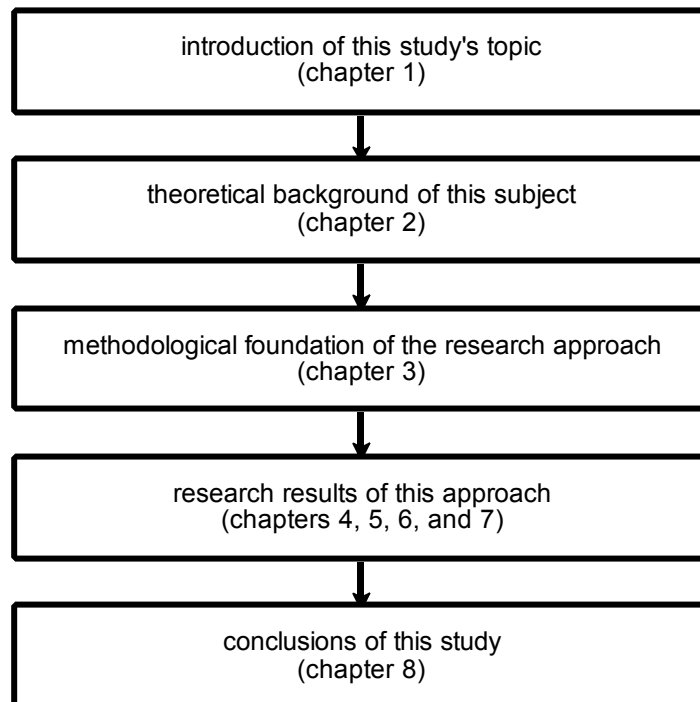 introduction of this study's topic
(chapter 1)
theoretical background of this subject
(chapter 2)
methodological foundation of the research approach
(chapter 3)
research results of this approach
(chapters 4, 5, 6, and 7)
conclusions of this study
(chapter 8)